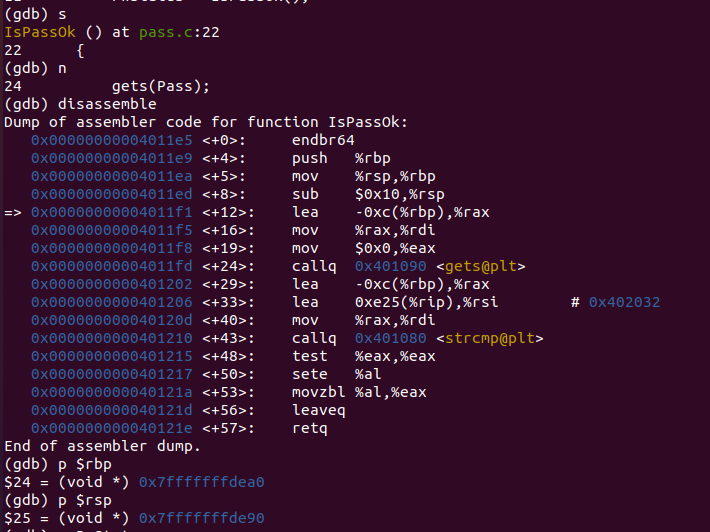 (gdb) s
IsPassOk () at pass.c:22
22 {
(gdb) n
24 gets(Pass);
(gdb) disassemble
Dump of assembler code for function IsPassOk:
0x00000000004011e5 <+0>: endbr64
0x00000000004011e9 <+4>: push %rbp
0x00000000004011ea <+5>: mov %rsp,%rbp
0x00000000004011ed <+8>: sub $0x10,%rsp
=> 0x00000000004011f1 <+12>: lea -0xc(%rbp),%rax
0x00000000004011f5 <+16>: mov %rax,%rdi
0x00000000004011f8 <+19>: mov $0x0,%eax
0x00000000004011fd <+24>: callq 0x401090 <gets@plt>
0x0000000000401202 <+29>: lea -0xc(%rbp),%rax
0x0000000000401206 <+33>: lea 0xe25(%rip),%rsi # 0x402032
0x000000000040120d <+40>: mov %rax,%rdi
0x0000000000401210 <+43>: callq 0x401080 <strcmp@plt>
0x0000000000401215 <+48>: test %eax,%eax
0x0000000000401217 <+50>: sete %al
0x000000000040121a <+53>: movzbl %al,%eax
0x000000000040121d <+56>: leaveq
0x000000000040121e <+57>: retq
End of assembler dump.
(gdb) p $rbp
$24 = (void *) 0x7fffffffdea0
(gdb) p $rsp
$25 = (void *) 0x7fffffffde90